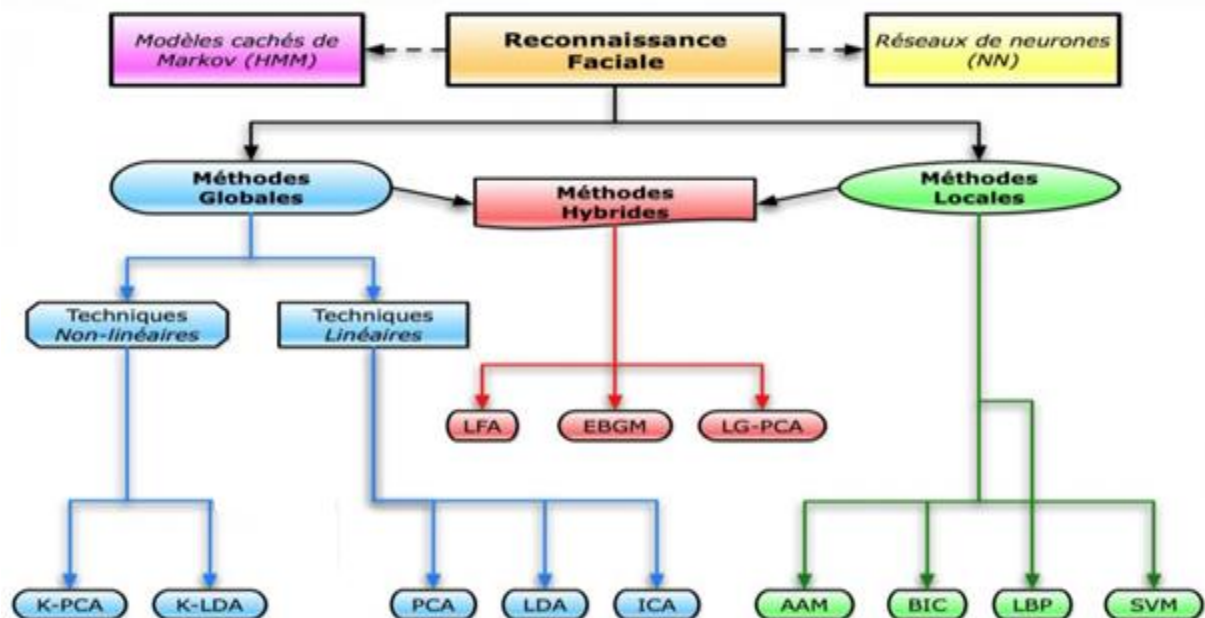 Modèles cachés de
Markov (HMM)
Reconnaissance
Faciale
Réseaux de neurones
(NN)
Méthodes
Globales
Méthodes
Hybrides
Méthodes
Locales
Techniques
Non-linéaires
Techniques
Linéaires
LFA
EBGM
LG-PCA
K-PCA
K-LDA
PCA
LDA
ICA
AAM
BIC
LBP
SVM